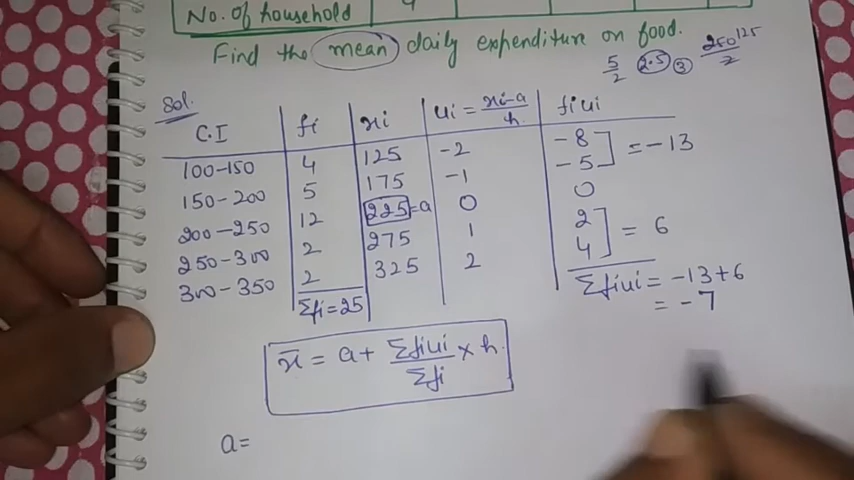 No. of household 4
Find the mean daily expenditure on food.
5/2 2.5 3 250/2 125
Sol.
C.I fi xi ui = xi-a/h fiui
100-150 4 125 -2 -8
150-200 5 175 -1 -5 = -13
200-250 12 225 = a 0 0
250-300 2 275 1 2
300-350 2 325 2 4 = 6
Σfi = 25 Σfiui = -13+6
= -7
x̄ = a + Σfiui/Σfi × h
a =